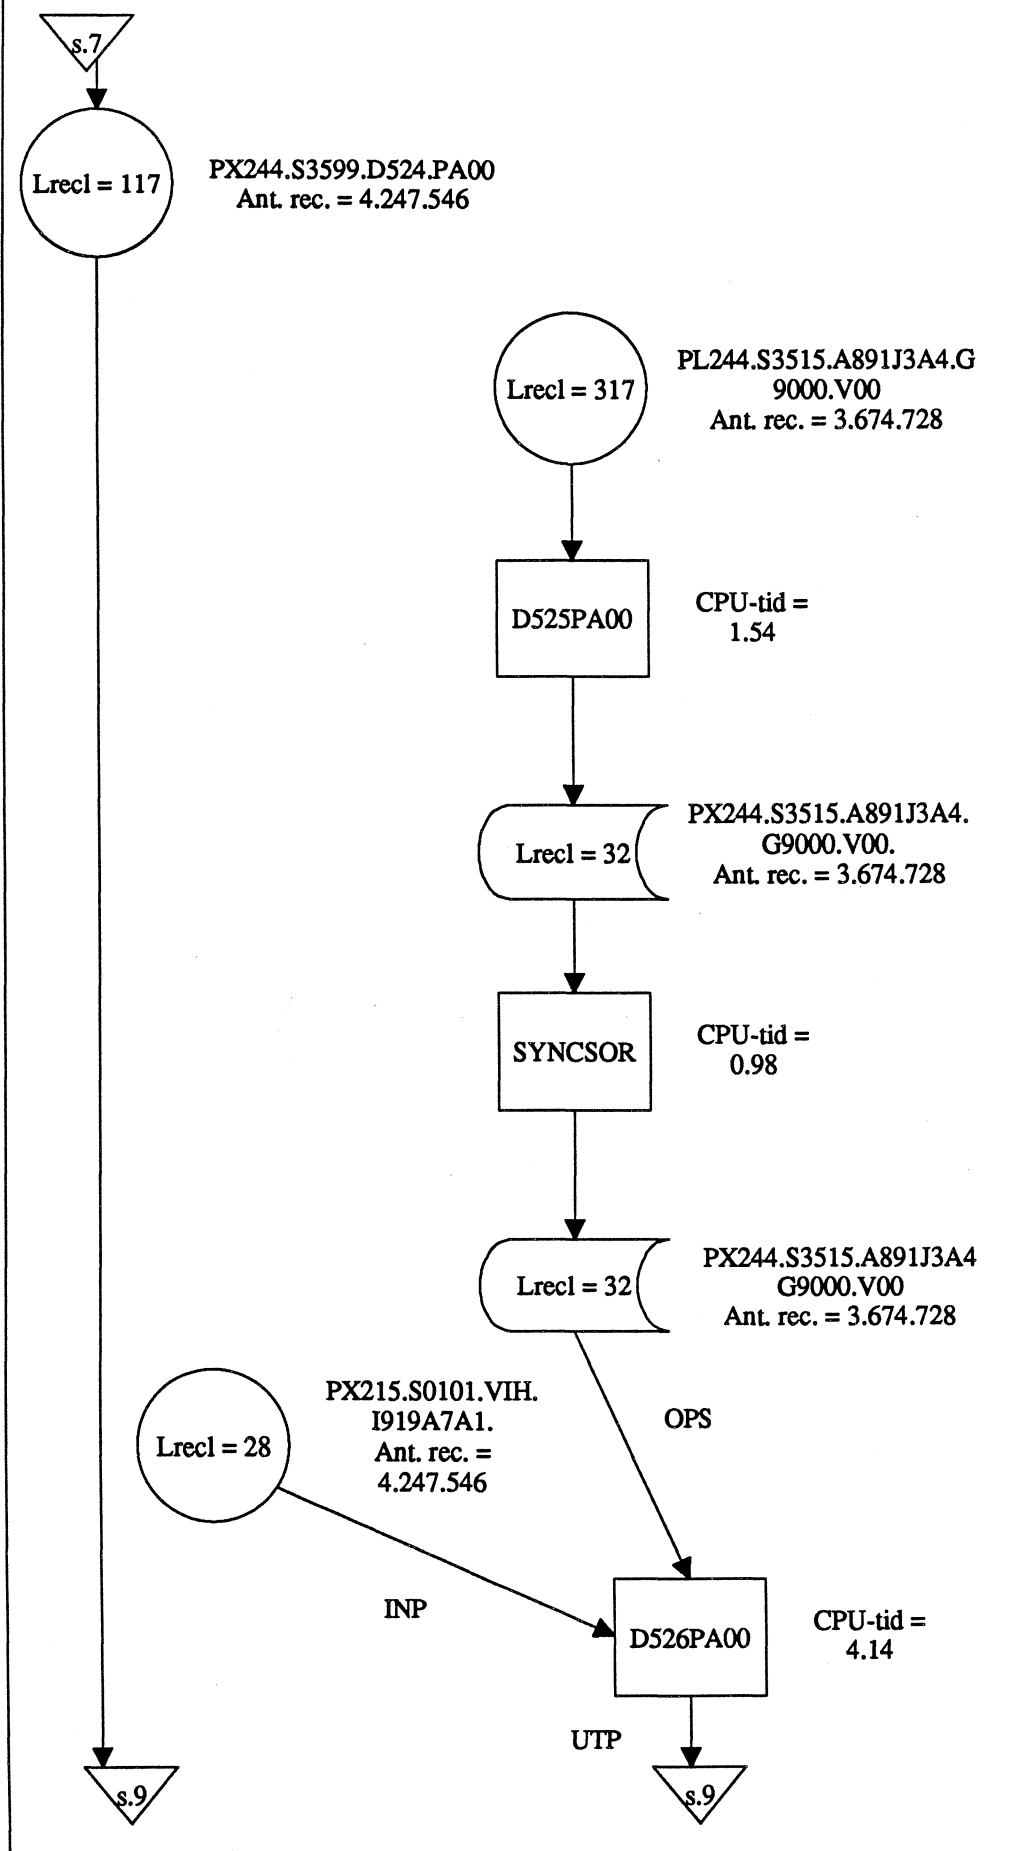 s.7
Lrecl = 117
PX244.S3599.D524.PA00
Ant. rec. = 4.247.546
Lrecl = 317
PL244.S3515.A891J3A4.G
9000.V00
Ant. rec. = 3.674.728
D525PA00
CPU-tid =
1.54
Lrecl = 32
PX244.S3515.A891J3A4.
G9000.V00.
Ant. rec. = 3.674.728
SYNCSOR
CPU-tid =
0.98
Lrecl = 32
PX244.S3515.A891J3A4
G9000.V00
Ant. rec. = 3.674.728
Lrecl = 28
PX215.S0101.VIH.
I919A7A1.
Ant. rec. =
4.247.546
OPS
INP
D526PA00
CPU-tid =
4.14
UTP
s.9
s.9